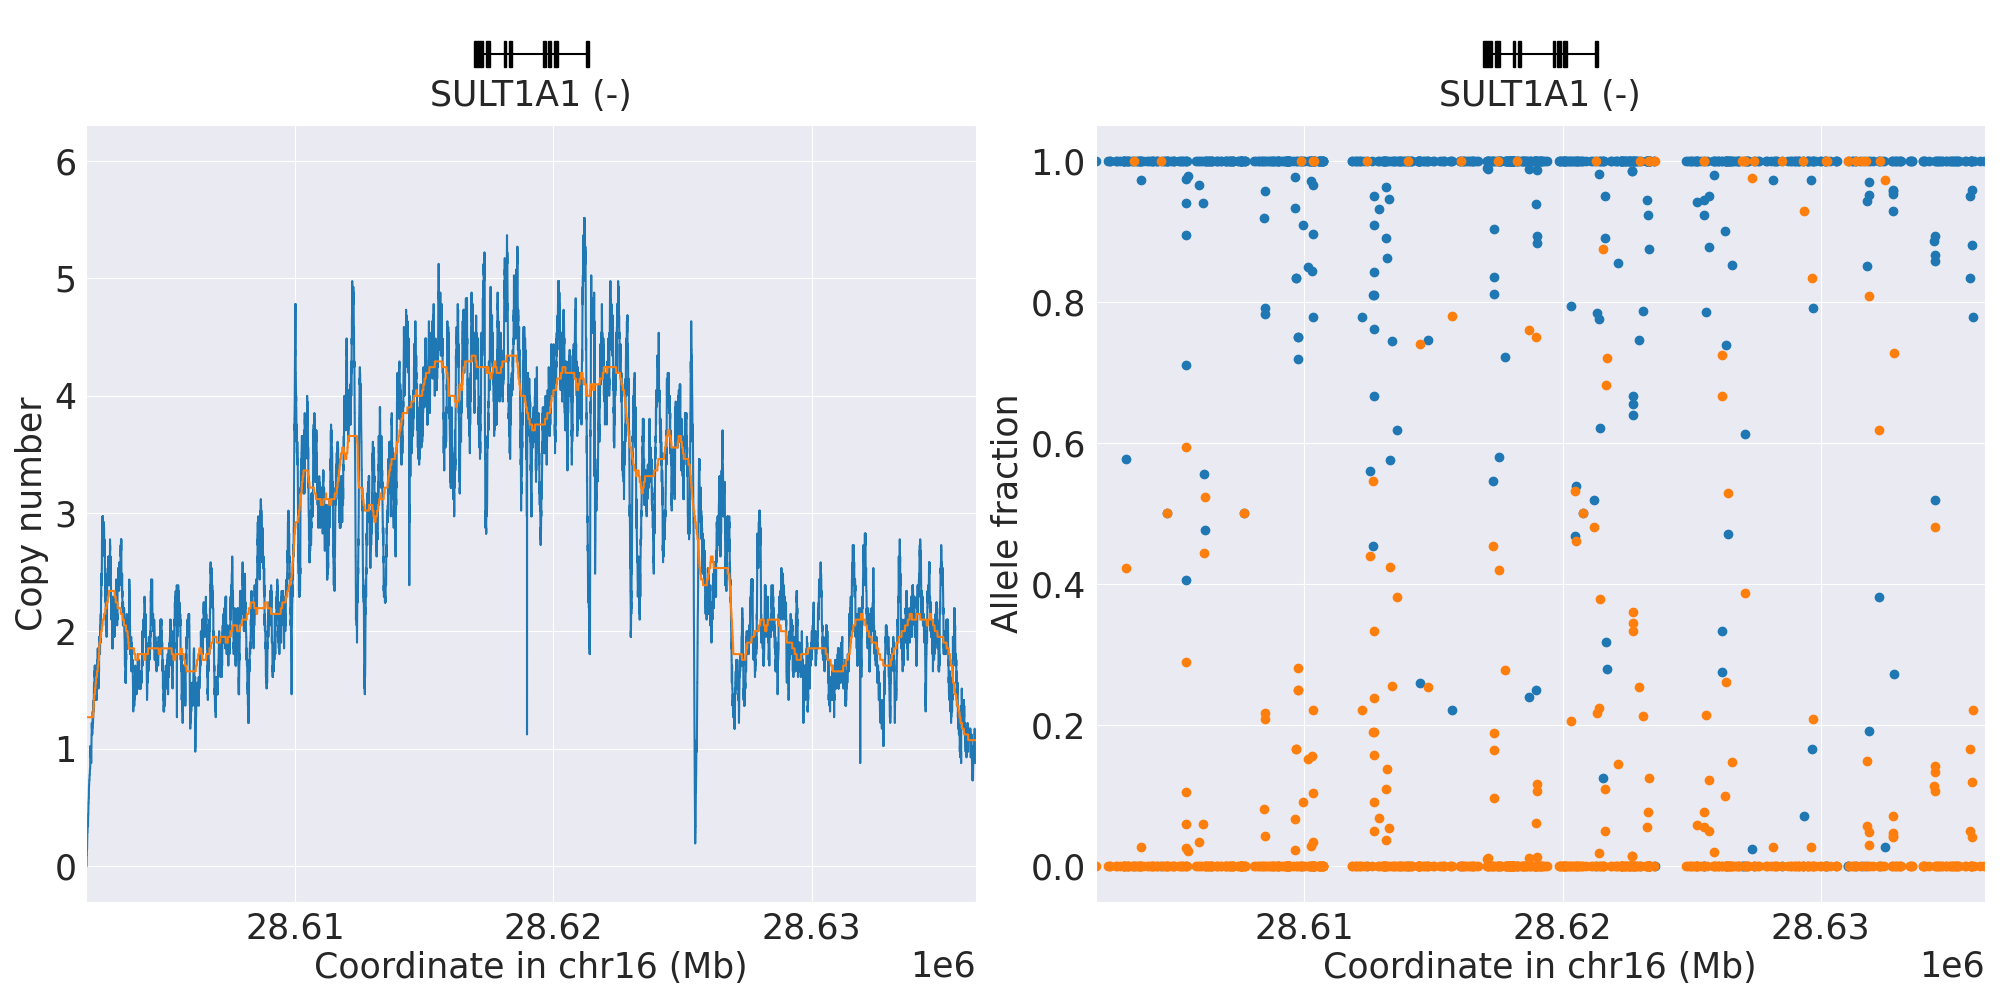 SULT1A1 (-)
SULT1A1 (-)
Copy number
6
5
4
3
2
1
0
28.61
28.62
28.63
Coordinate in chr16 (Mb)
1e6
Allele fraction
1.0
0.8
0.6
0.4
0.2
0.0
28.61
28.62
28.63
Coordinate in chr16 (Mb)
1e6